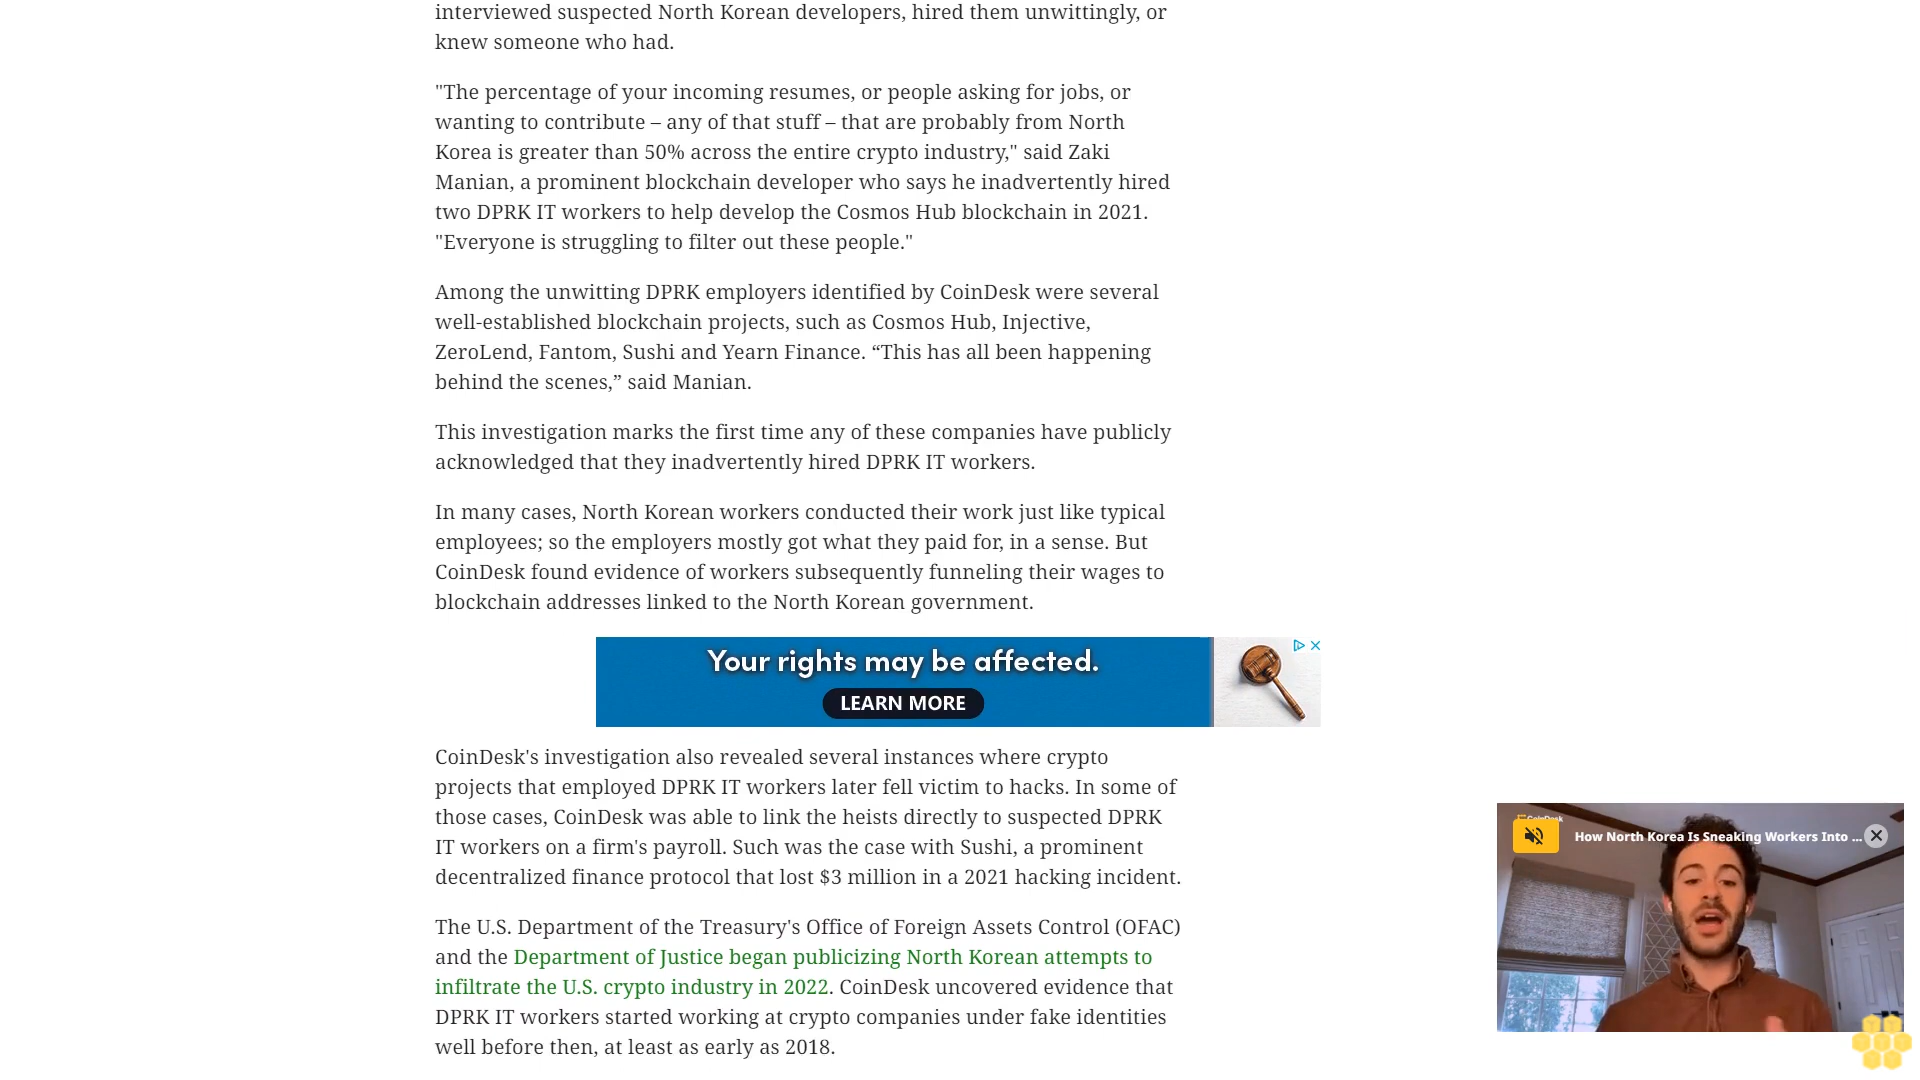 interviewed suspected North Korean developers, hired them unwittingly, or
knew someone who had.
"The percentage of your incoming resumes, or people asking for jobs, or
wanting to contribute – any of that stuff – that are probably from North
Korea is greater than 50% across the entire crypto industry," said Zaki
Manian, a prominent blockchain developer who says he inadvertently hired
two DPRK IT workers to help develop the Cosmos Hub blockchain in 2021.
"Everyone is struggling to filter out these people."
Among the unwitting DPRK employers identified by CoinDesk were several
well-established blockchain projects, such as Cosmos Hub, Injective,
ZeroLend, Fantom, Sushi and Yearn Finance. “This has all been happening
behind the scenes,” said Manian.
This investigation marks the first time any of these companies have publicly
acknowledged that they inadvertently hired DPRK IT workers.
In many cases, North Korean workers conducted their work just like typical
employees; so the employers mostly got what they paid for, in a sense. But
CoinDesk found evidence of workers subsequently funneling their wages to
blockchain addresses linked to the North Korean government.
Your rights may be affected.
LEARN MORE
CoinDesk's investigation also revealed several instances where crypto
projects that employed DPRK IT workers later fell victim to hacks. In some of
those cases, CoinDesk was able to link the heists directly to suspected DPRK
IT workers on a firm's payroll. Such was the case with Sushi, a prominent
decentralized finance protocol that lost $3 million in a 2021 hacking incident.
The U.S. Department of the Treasury's Office of Foreign Assets Control (OFAC)
and the Department of Justice began publicizing North Korean attempts to
infiltrate the U.S. crypto industry in 2022. CoinDesk uncovered evidence that
DPRK IT workers started working at crypto companies under fake identities
well before then, at least as early as 2018.
CoinDesk
How North Korea Is Sneaking Workers Into ...